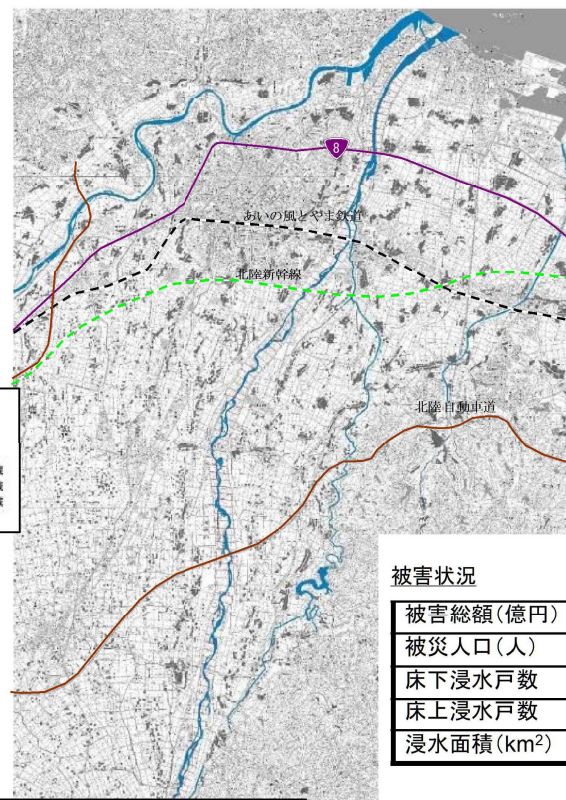 8
あいの風とやま鉄道
北陸新幹線
北陸自動車道
被害状況
被害総額(億円)
被災人口(人)
床下浸水戸数
床上浸水戸数
浸水面積(km²)